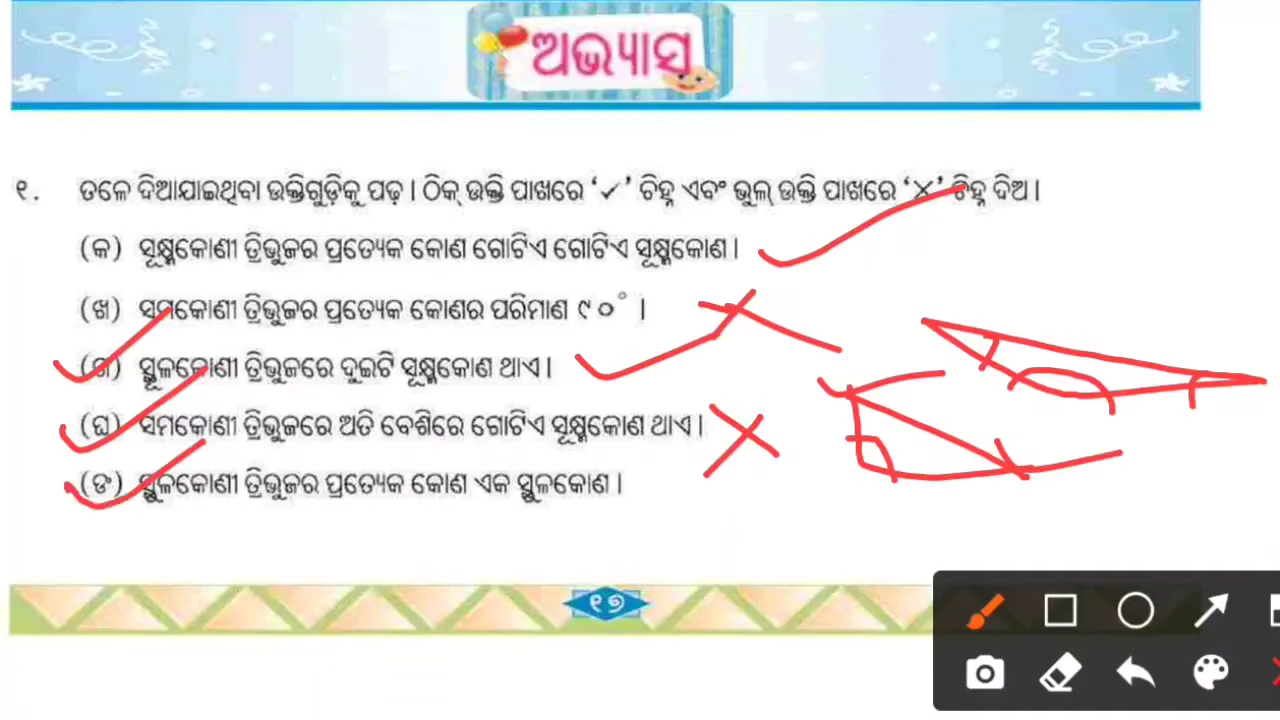 ଅଭ୍ୟାସ
୧. ତଳେ ଦିଆଯାଇଥିବା ଉକ୍ତିଗୁଡ଼ିକୁ ପଢ଼। ଠିକ୍ ଉକ୍ତି ପାଖରେ ‘✓’ ଚିହ୍ନ ଏବଂ ଭୁଲ୍ ଉକ୍ତି ପାଖରେ ‘✗’ ଚିହ୍ନ ଦିଅ।
(କ) ସୂକ୍ଷ୍ମକୋଣୀ ତ୍ରିଭୁଜର ପ୍ରତ୍ୟେକ କୋଣ ଗୋଟିଏ ଗୋଟିଏ ସୂକ୍ଷ୍ମକୋଣ।
(ଖ) ସମକୋଣୀ ତ୍ରିଭୁଜର ପ୍ରତ୍ୟେକ କୋଣର ପରିମାଣ ୯୦°।
(ଗ) ସ୍ଥୂଳକୋଣୀ ତ୍ରିଭୁଜରେ ଦୁଇଟି ସୂକ୍ଷ୍ମକୋଣ ଥାଏ।
(ଘ) ସମକୋଣୀ ତ୍ରିଭୁଜରେ ଅତି ବେଶିରେ ଗୋଟିଏ ସୂକ୍ଷ୍ମକୋଣ ଥାଏ।
(ଙ) ସ୍ଥୂଳକୋଣୀ ତ୍ରିଭୁଜର ପ୍ରତ୍ୟେକ କୋଣ ଏକ ସ୍ଥୂଳକୋଣ।
୧୭